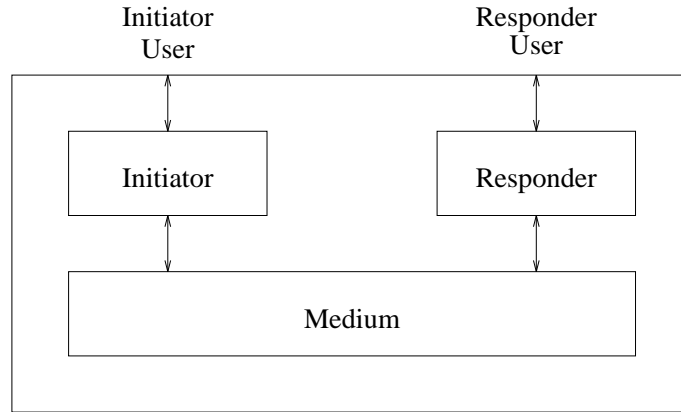 Initiator
User
Responder
User
Initiator
Responder
Medium